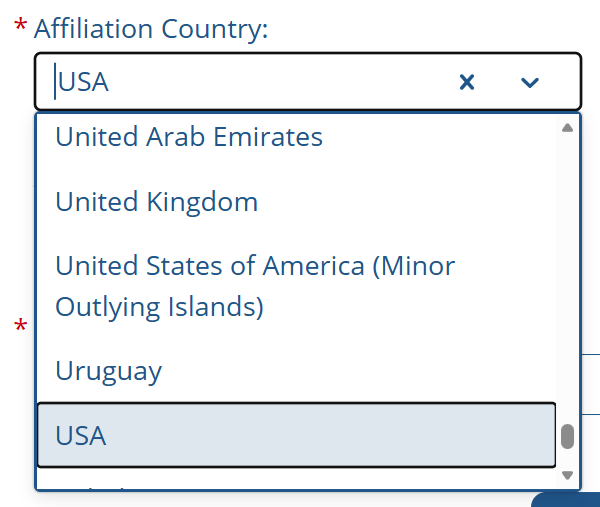 * Affiliation Country:
USA
United Arab Emirates
United Kingdom
United States of America (Minor
Outlying Islands)
*
Uruguay
USA